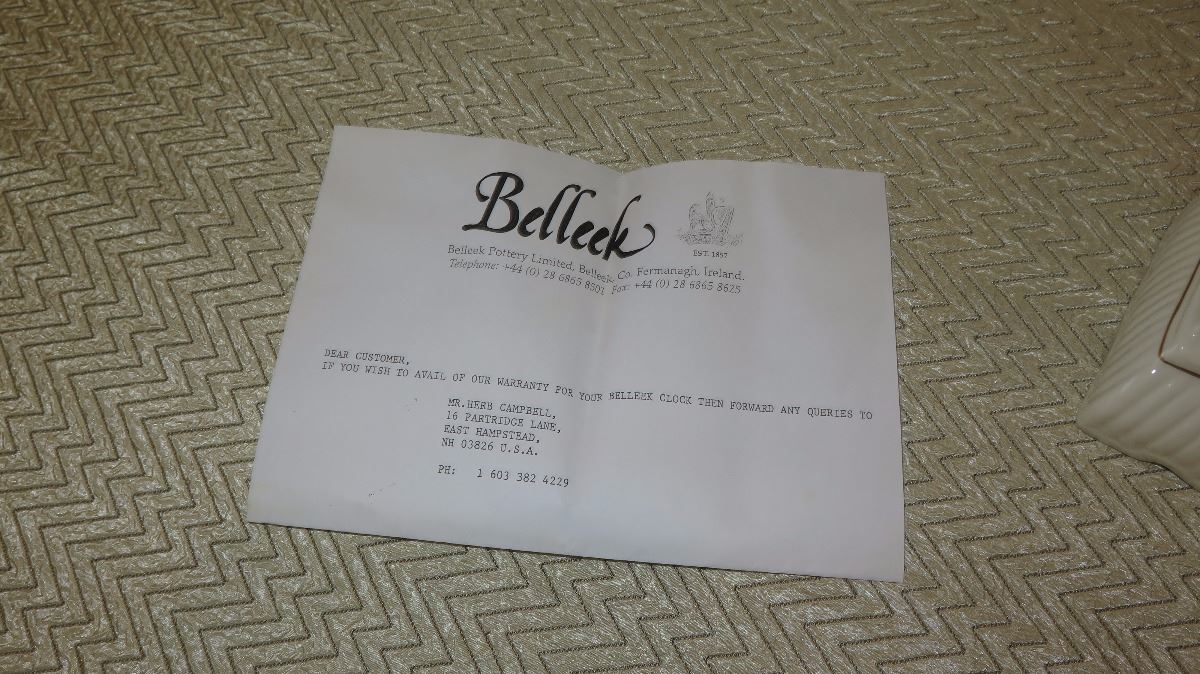 Belleek
EST. 1857
Belleek Pottery Limited, Belleek, Co. Fermanagh, Ireland.
Telephone: +44 (0) 28 6865 8501 Fax: +44 (0) 28 6865 8625
DEAR CUSTOMER,
IF YOU WISH TO AVAIL OF OUR WARRANTY FOR YOUR BELLEEK CLOCK THEN FORWARD ANY QUERIES TO
MR.HERB CAMPBELL,
16 PARTRIDGE LANE,
EAST HAMPSTEAD,
NH 03826 U.S.A.
PH: 1 603 382 4229